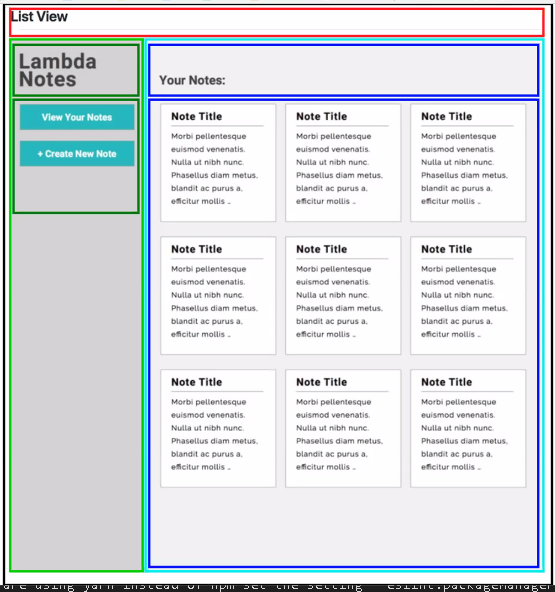 List View
Lambda
Notes
View Your Notes
+ Create New Note
Your Notes:
Note Title
Morbi pellentesque
euismod venenatis.
Nulla ut nibh nunc.
Phasellus diam metus,
blandit ac purus a,
efficitur mollis ..
Note Title
Morbi pellentesque
euismod venenatis.
Nulla ut nibh nunc.
Phasellus diam metus,
blandit ac purus a,
efficitur mollis ..
Note Title
Morbi pellentesque
euismod venenatis.
Nulla ut nibh nunc.
Phasellus diam metus,
blandit ac purus a,
efficitur mollis ..
Note Title
Morbi pellentesque
euismod venenatis.
Nulla ut nibh nunc.
Phasellus diam metus,
blandit ac purus a,
efficitur mollis ..
Note Title
Morbi pellentesque
euismod venenatis.
Nulla ut nibh nunc.
Phasellus diam metus,
blandit ac purus a,
efficitur mollis ..
Note Title
Morbi pellentesque
euismod venenatis.
Nulla ut nibh nunc.
Phasellus diam metus,
blandit ac purus a,
efficitur mollis ..
Note Title
Morbi pellentesque
euismod venenatis.
Nulla ut nibh nunc.
Phasellus diam metus,
blandit ac purus a,
efficitur mollis ..
Note Title
Morbi pellentesque
euismod venenatis.
Nulla ut nibh nunc.
Phasellus diam metus,
blandit ac purus a,
efficitur mollis ..
Note Title
Morbi pellentesque
euismod venenatis.
Nulla ut nibh nunc.
Phasellus diam metus,
blandit ac purus a,
efficitur mollis ..
are using yarn instead of npm set the setting eslint.packageManager